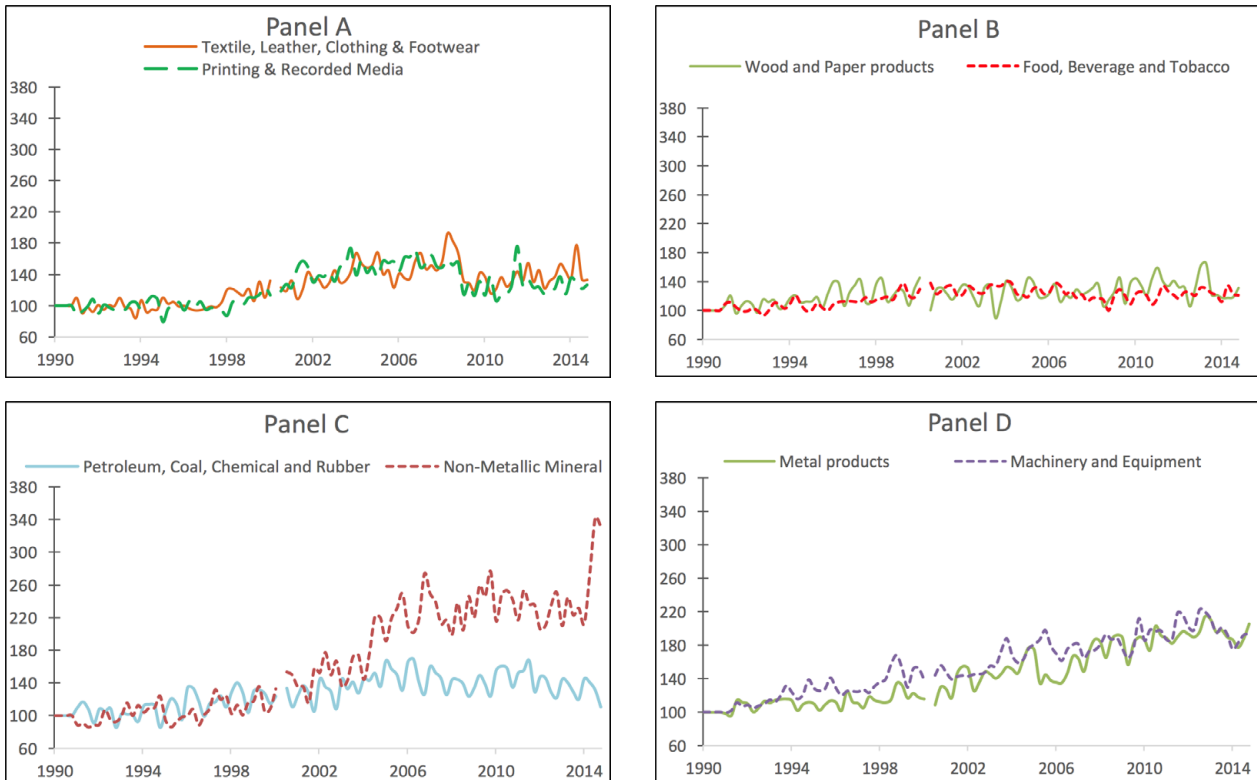 Panel A
Textile, Leather, Clothing & Footwear
Printing & Recorded Media
380
340
300
260
220
180
140
100
60
1990 1994 1998 2002 2006 2010 2014
Panel B
Wood and Paper products Food, Beverage and Tobacco
380
340
300
260
220
180
140
100
60
1990 1994 1998 2002 2006 2010 2014
Panel C
Petroleum, Coal, Chemical and Rubber Non-Metallic Mineral
380
340
300
260
220
180
140
100
60
1990 1994 1998 2002 2006 2010 2014
Panel D
Metal products Machinery and Equipment
380
340
300
260
220
180
140
100
60
1990 1994 1998 2002 2006 2010 2014